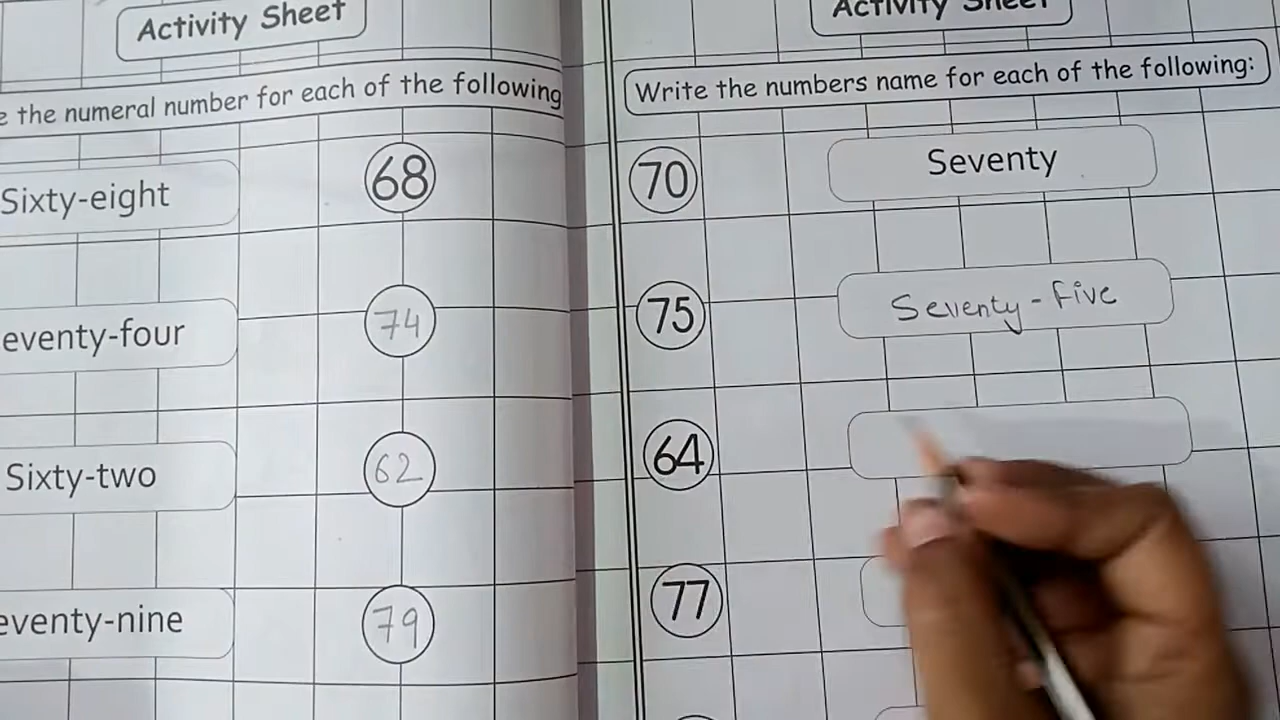 Activity Sheet
e the numeral number for each of the following
Sixty-eight 68
eventy-four 74
Sixty-two 62
eventy-nine 79
Activity Sheet
Write the numbers name for each of the following:
70 Seventy
75 Seventy-five
64
77